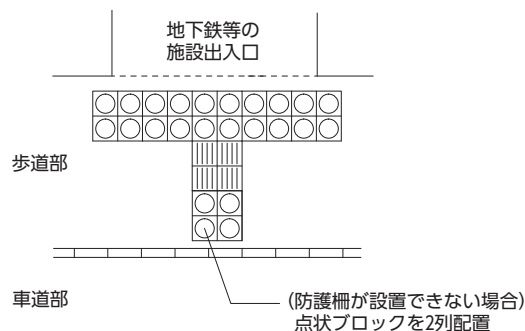 地下鉄等の
施設出入口
歩道部
車道部
(防護柵が設置できない場合)
点状ブロックを2列配置